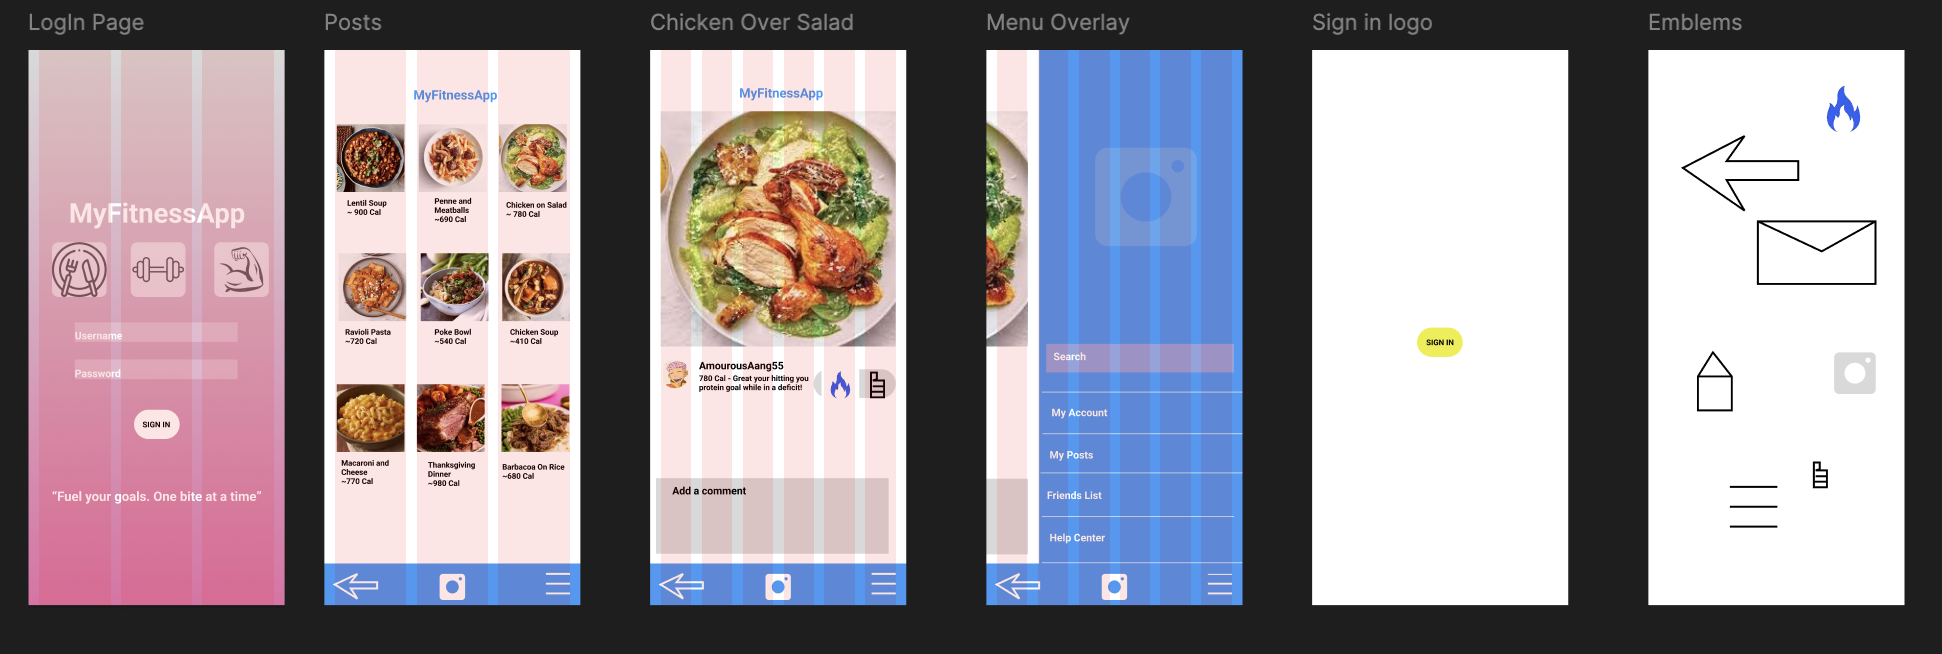 LogIn Page
Posts
Chicken Over Salad
Menu Overlay
Sign in logo
Emblems
MyFitnessApp
Username
Password
SIGN IN
“Fuel your goals. One bite at a time”
MyFitnessApp
Lentil Soup
~ 900 Cal
Penne and
Meatballs
~690 Cal
Chicken on Salad
~ 780 Cal
Ravioli Pasta
~720 Cal
Poke Bowl
~540 Cal
Chicken Soup
~410 Cal
Macaroni and
Cheese
~770 Cal
Thanksgiving
Dinner
~980 Cal
Barbacoa On Rice
~680 Cal
MyFitnessApp
AmourousAang55
780 Cal - Great your hitting you
protein goal while in a deficit!
Add a comment
Search
My Account
My Posts
Friends List
Help Center
SIGN IN